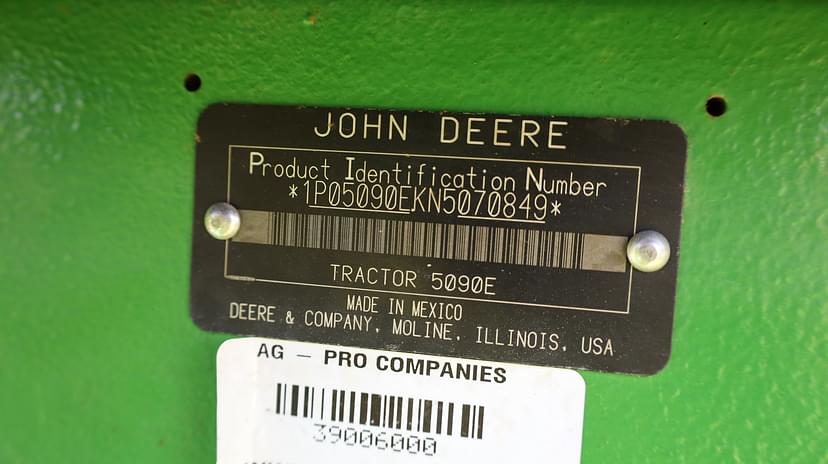 JOHN DEERE
Product Identification Number
*1P05090EKN5070849*
TRACTOR 5090E
MADE IN MEXICO
DEERE & COMPANY, MOLINE, ILLINOIS, USA
AG – PRO COMPANIES
39006000